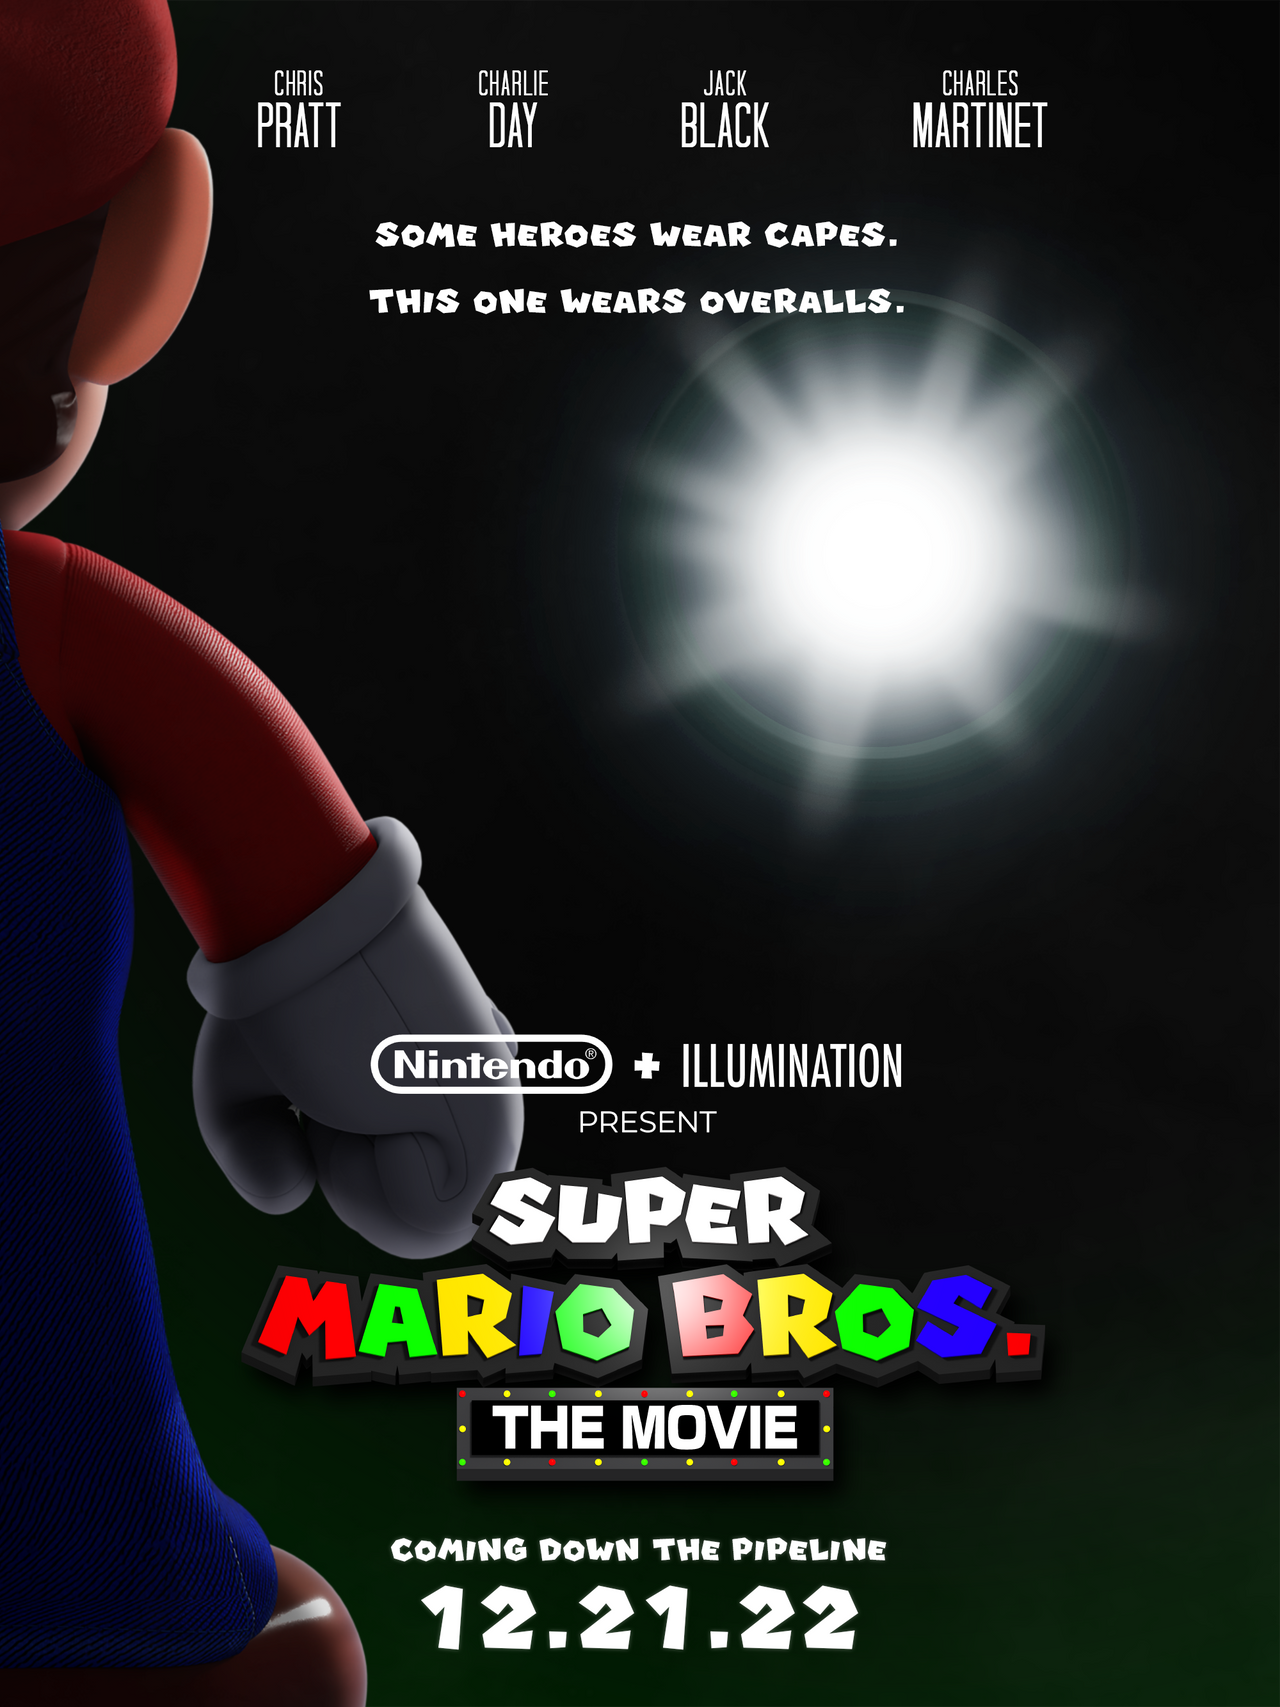 CHRIS PRATT
CHARLIE DAY
JACK BLACK
CHARLES MARTINET
SOME HEROES WEAR CAPES.
THIS ONE WEARS OVERALLS.
Nintendo® + ILLUMINATION
PRESENT
SUPER
MARIO BROS.
THE MOVIE
COMING DOWN THE PIPELINE
12.21.22